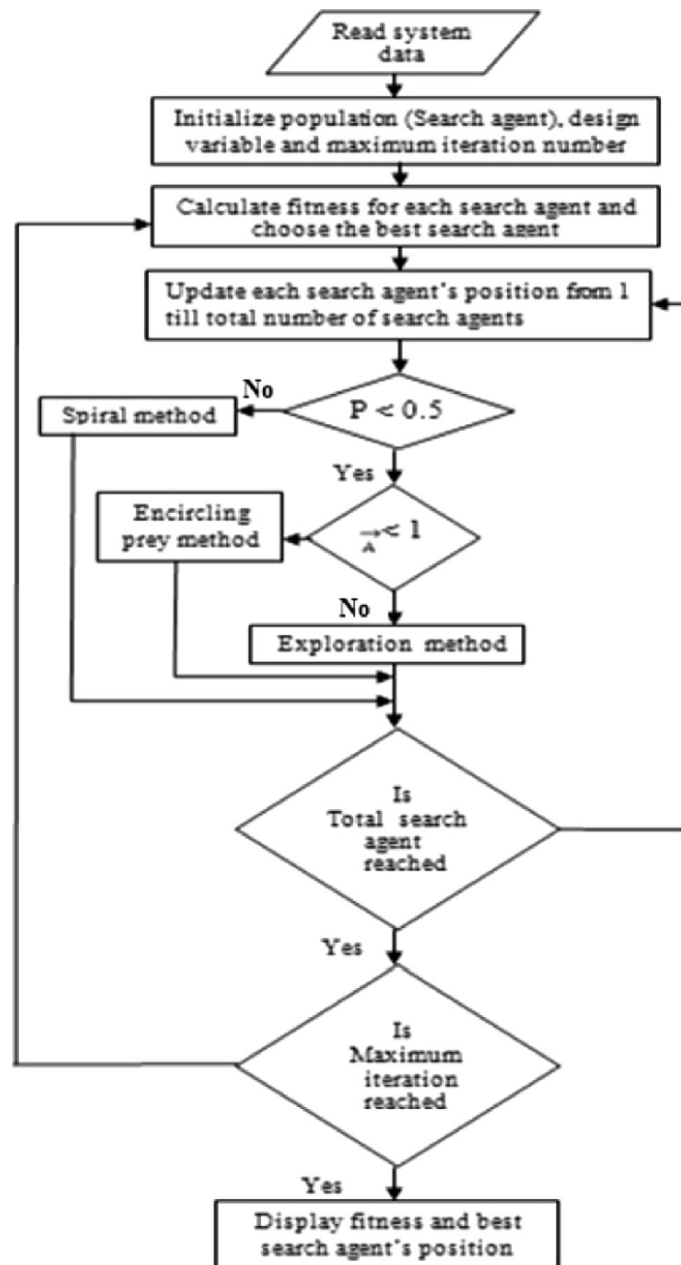 Read system
data
Initialize population (Search agent), design
variable and maximum iteration number
Calculate fitness for each search agent and
choose the best search agent
Update each search agent's position from 1
till total number of search agents
No
P < 0.5
Spiral method
Yes
Encircling
prey method
A < 1
No
Exploration method
Is
Total search
agent
reached
Yes
Is
Maximum
iteration
reached
Yes
Display fitness and best
search agent's position